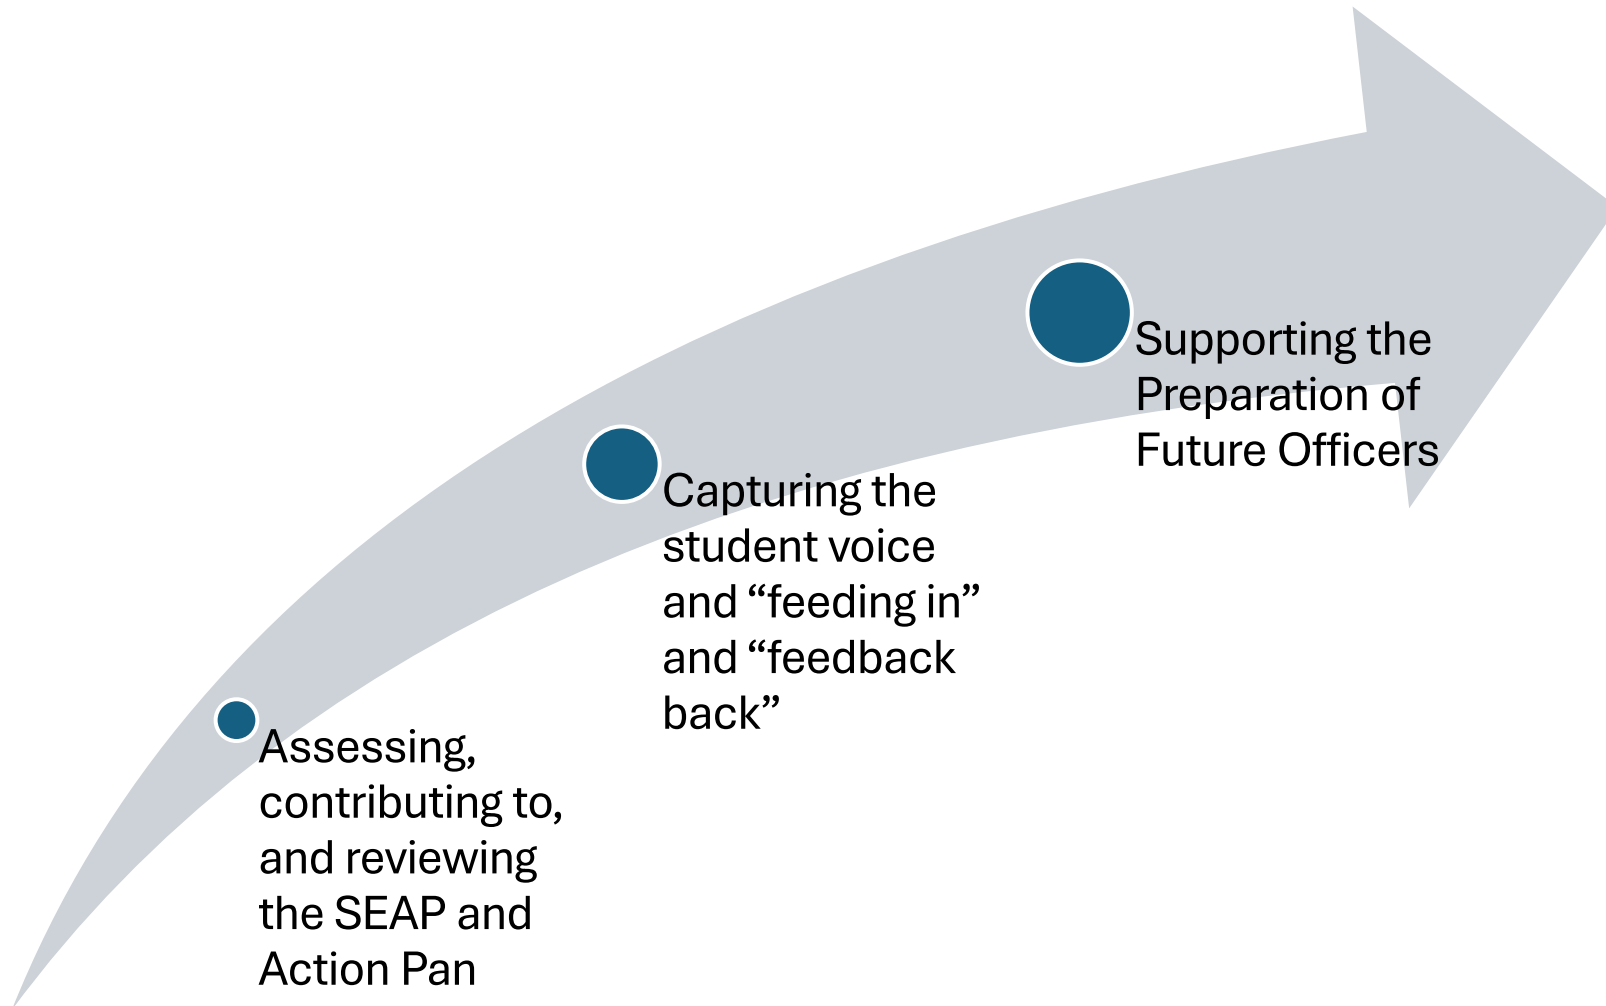 Assessing,
contributing to,
and reviewing
the SEAP and
Action Pan
Capturing the
student voice
and “feeding in”
and “feedback
back”
Supporting the
Preparation of
Future Officers